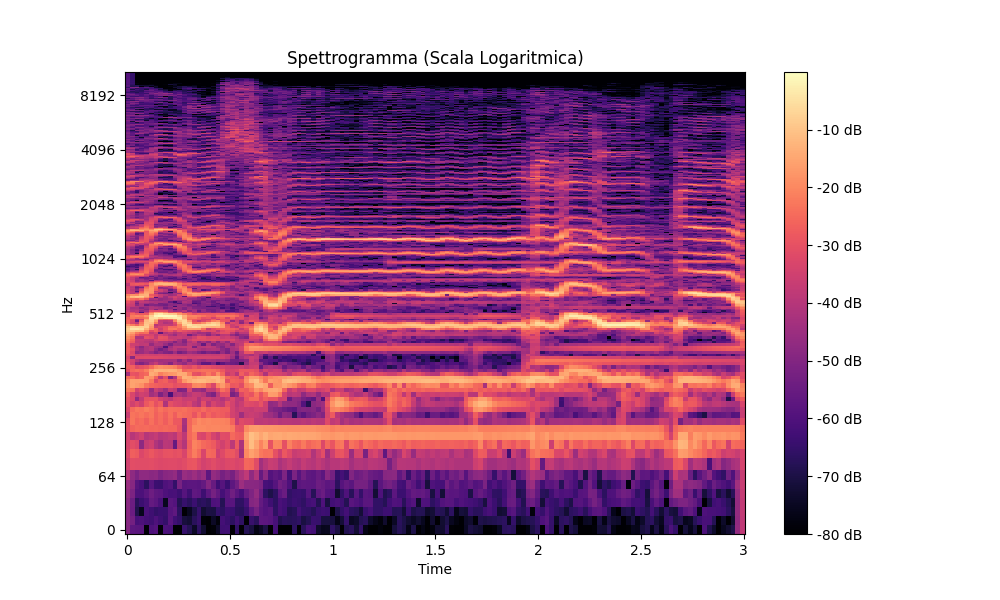 Spettrogramma (Scala Logaritmica)
8192
4096
2048
1024
512
256
128
64
0
Hz
0
0.5
1
1.5
2
2.5
3
Time
-10 dB
-20 dB
-30 dB
-40 dB
-50 dB
-60 dB
-70 dB
-80 dB